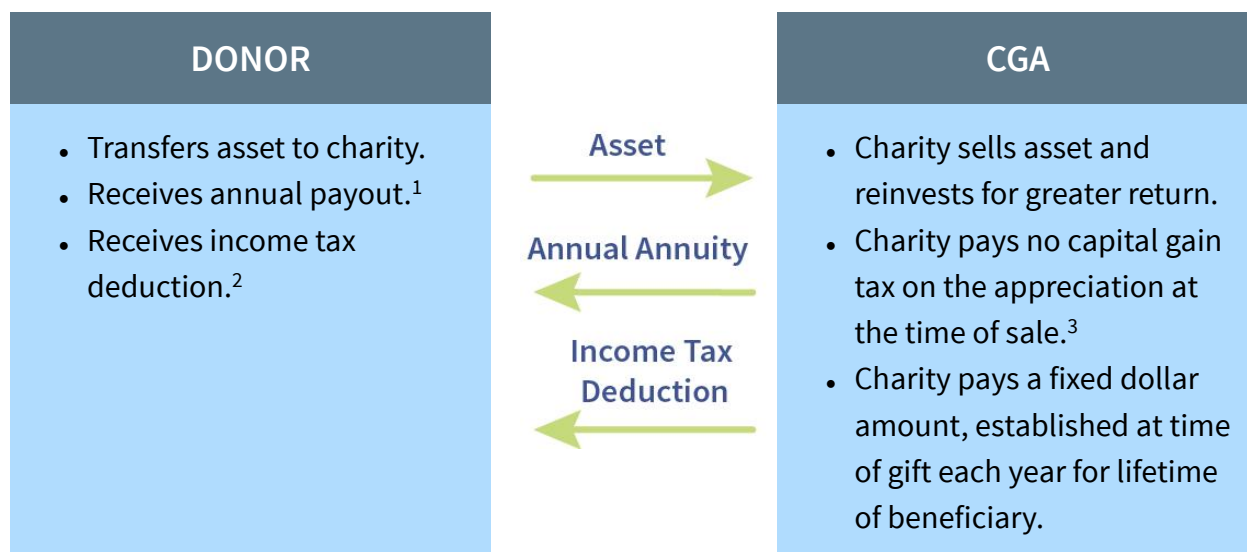 DONOR
• Transfers asset to charity.
• Receives annual payout.¹
• Receives income tax
deduction.²
Asset
Annual Annuity
Income Tax
Deduction
CGA
• Charity sells asset and
reinvests for greater return.
• Charity pays no capital gain
tax on the appreciation at
the time of sale.³
• Charity pays a fixed dollar
amount, established at time
of gift each year for lifetime
of beneficiary.